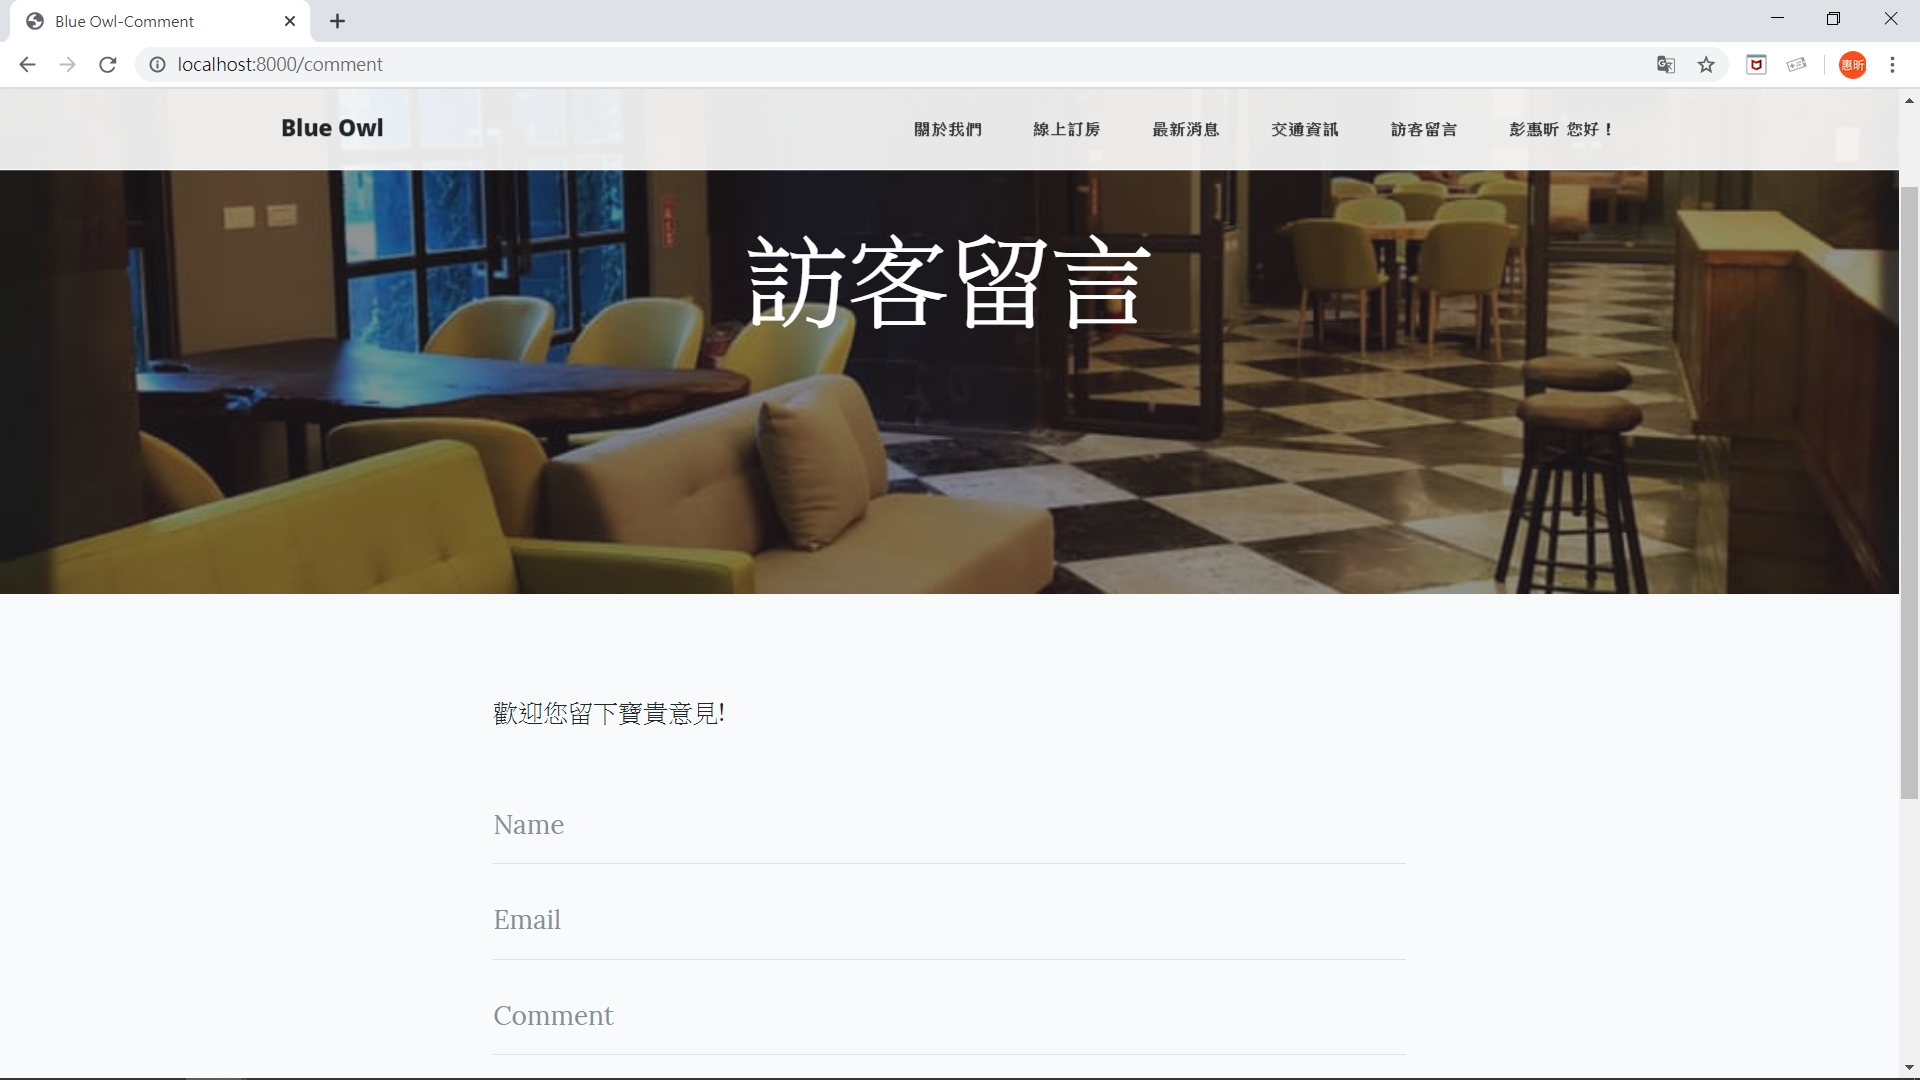 Blue Owl-Comment
localhost:8000/comment
惠昕
Blue Owl
關於我們
線上訂房
最新消息
交通資訊
訪客留言
彭惠昕 您好！
訪客留言
歡迎您留下寶貴意見!
Name
Email
Comment